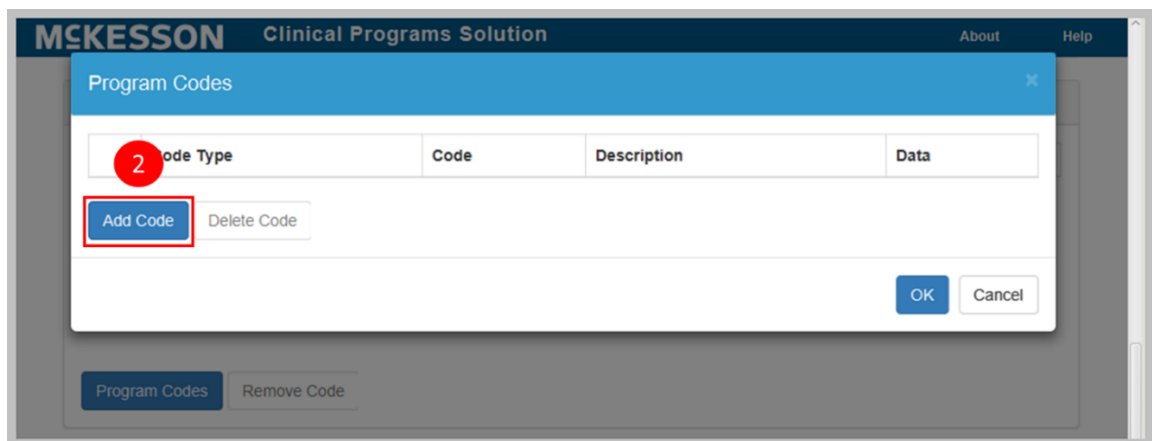 MCKESSON Clinical Programs Solution About Help
Program Codes ×
2 ode Type Code Description Data
Add Code Delete Code
OK Cancel
Program Codes Remove Code